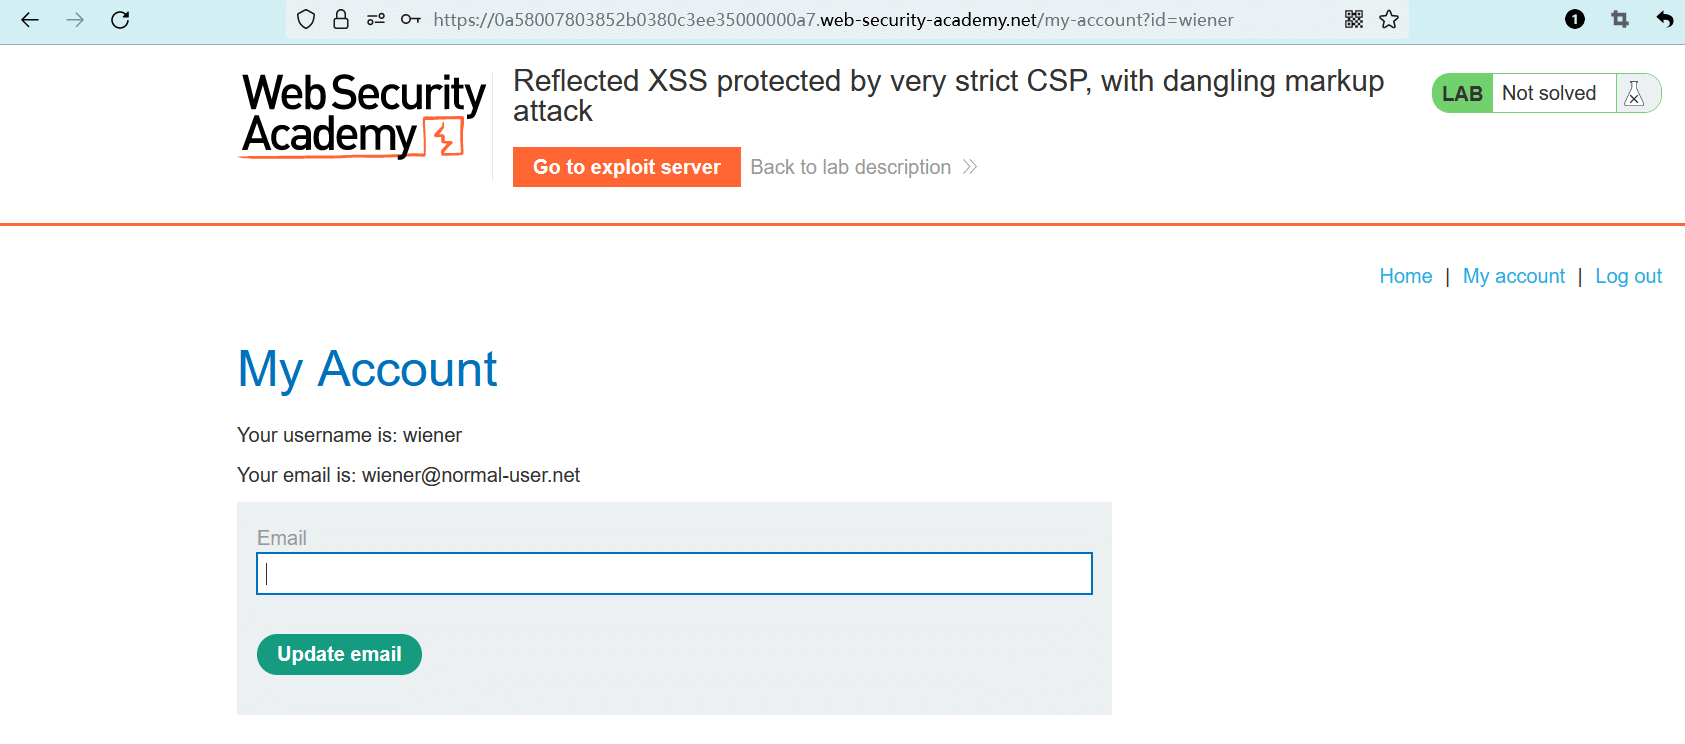 https://0a58007803852b0380c3ee35000000a7.web-security-academy.net/my-account?id=wiener
1
Web Security
Academy
Reflected XSS protected by very strict CSP, with dangling markup
attack
LAB Not solved
Go to exploit server Back to lab description
Home | My account | Log out
My Account
Your username is: wiener
Your email is: wiener@normal-user.net
Email
Update email